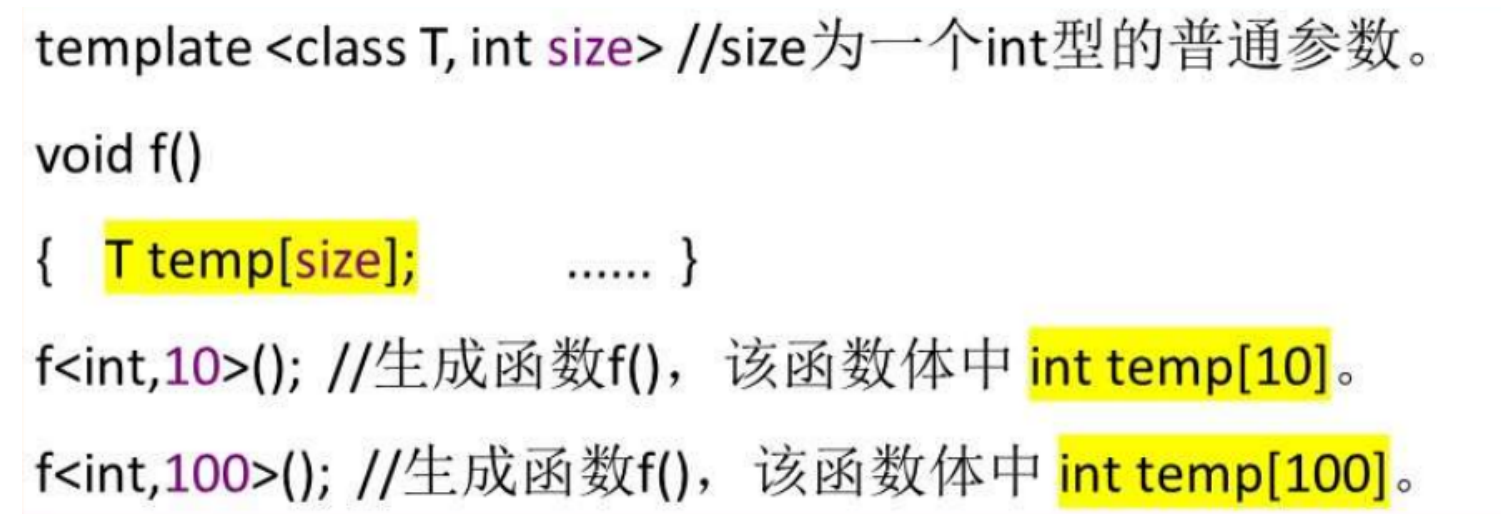 template <class T, int size> //size为一个int型的普通参数。
void f()
{ T temp[size]; ...... }
f<int,10>(); //生成函数f()，该函数体中 int temp[10]。
f<int,100>(); //生成函数f()，该函数体中 int temp[100]。